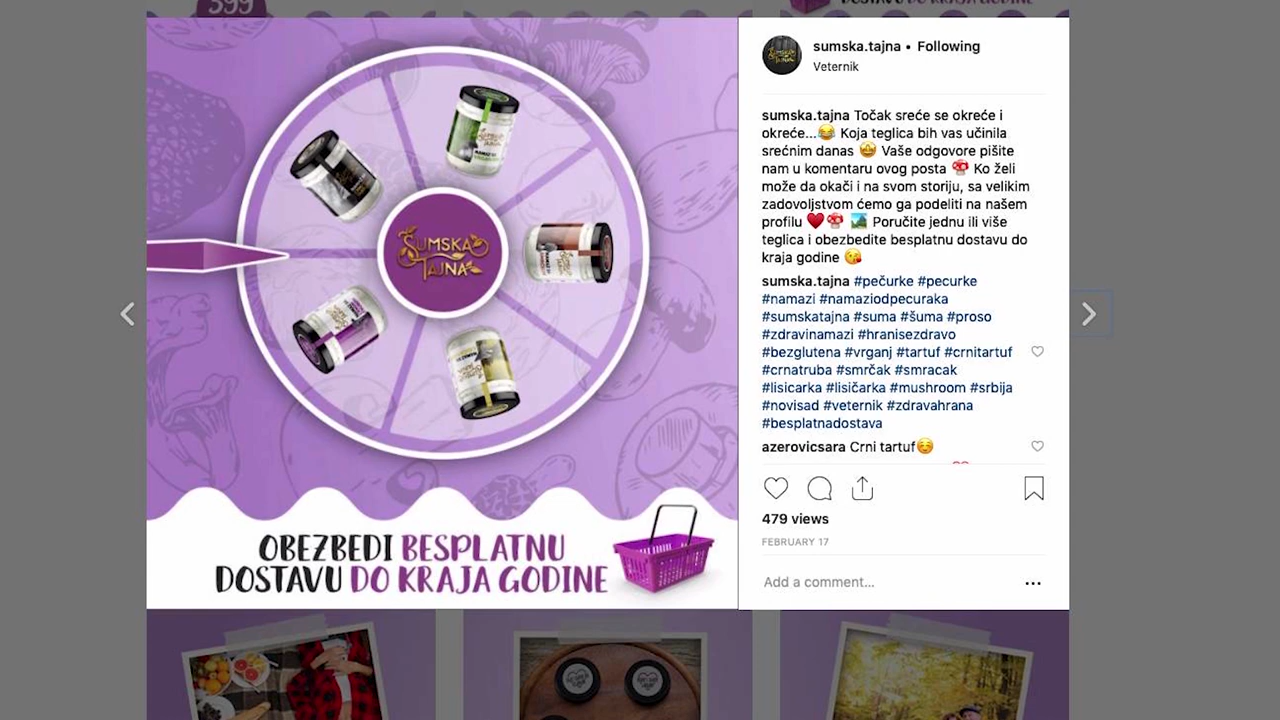 399
sumska.tajna • Following
Veternik
ŠUMSKA
TAJNA
sumska.tajna Točak sreće se okreće i
okreće...😂 Koja teglica bih vas učinila
srećnim danas 🤩 Vaše odgovore pišite
nam u komentaru ovog posta 🍄 Ko želi
može da okači i na svom storiju, sa velikim
zadovoljstvom ćemo ga podeliti na našem
profilu ♥️🍄 🏞️ Poručite jednu ili više
teglica i obezbedite besplatnu dostavu do
kraja godine 😘
sumska.tajna #pečurke #pecurke
#namazi #namaziodpecuraka
#sumskatajna #suma #šuma #proso
#zdravinamazi #hranisezdravo
#bezglutena #vrganj #tartuf #crnitartuf
#crnatruba #smrčak #smracak
#lisicarka #lisičarka #mushroom #srbija
#novisad #veternik #zdravahrana
#besplatnadostava
azerovicsara Crni tartuf☺️
479 views
FEBRUARY 17
Add a comment...
OBEZBEDI BESPLATNU
DOSTAVU DO KRAJA GODINE